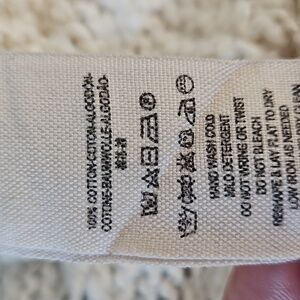 100% COTTON-COTON-ALGODÓN-
COTONE-BAUMWOLLE-ALGODÃO-
HAND WASH COLD
MILD DETERGENT
DO NOT WRING OR TWIST
DO NOT BLEACH
RESHAPE & LAY FLAT TO DRY
LOW IRON AS NEEDED
CLEAN